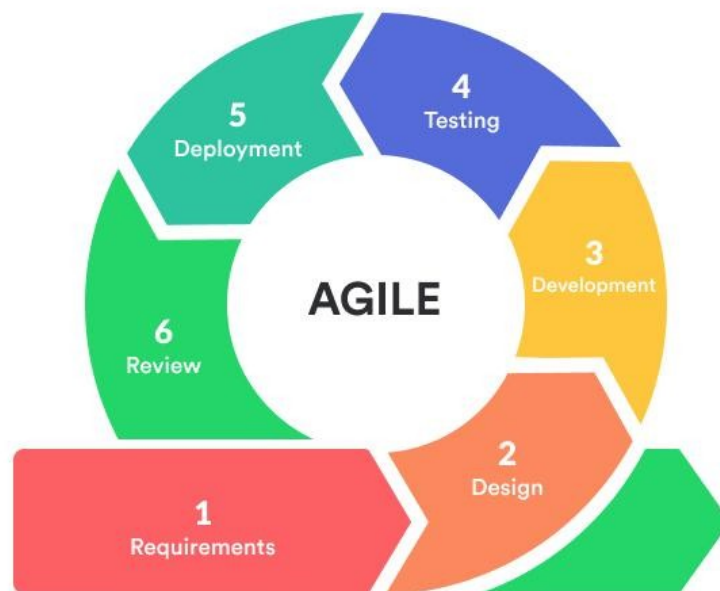 1
Requirements
2
Design
3
Development
4
Testing
5
Deployment
6
Review
AGILE